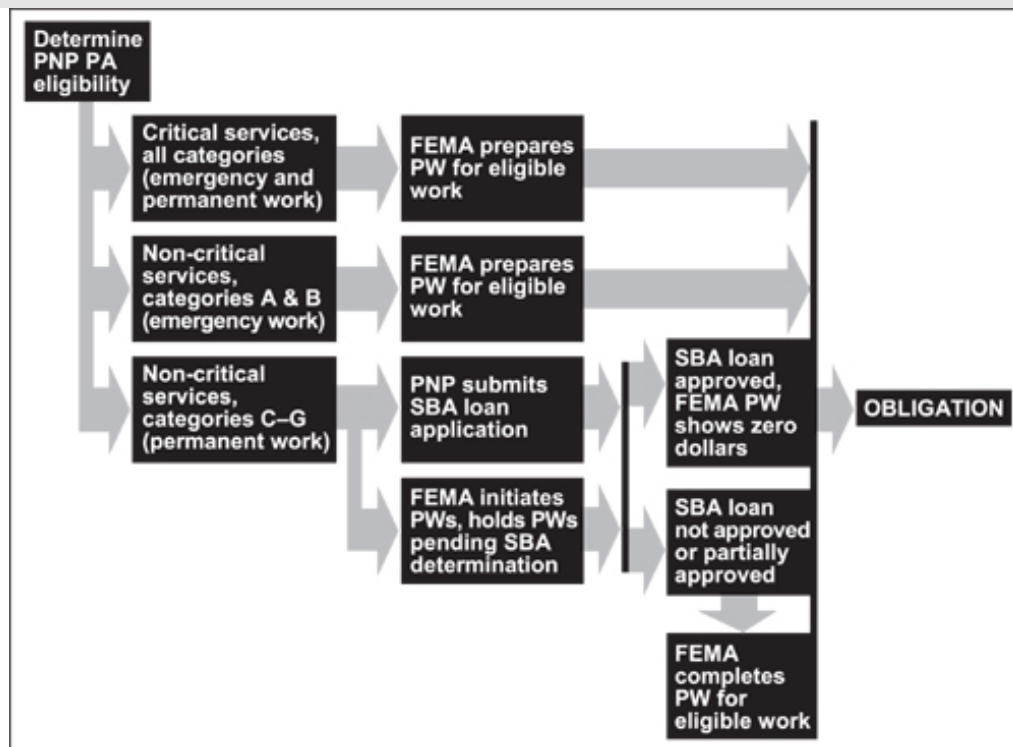 Determine
PNP PA
eligibility
Critical services,
all categories
(emergency and
permanent work)
FEMA prepares
PW for eligible
work
Non-critical
services,
categories A & B
(emergency work)
FEMA prepares
PW for eligible
work
Non-critical
services,
categories C–G
(permanent work)
PNP submits
SBA loan
application
FEMA initiates
PWs, holds PWs
pending SBA
determination
SBA loan
approved,
FEMA PW
shows zero
dollars
SBA loan
not approved
or partially
approved
FEMA
completes
PW for
eligible work
OBLIGATION